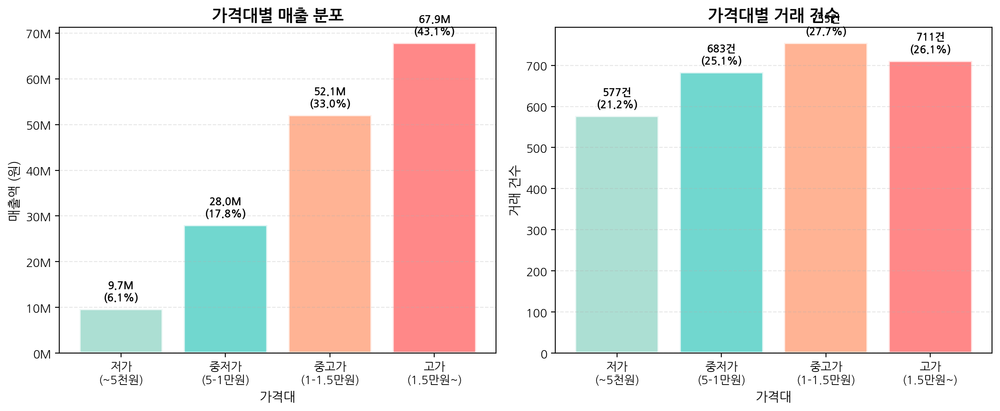 가격대별 매출 분포
67.9M
(43.1%)
52.1M
(33.0%)
28.0M
(17.8%)
9.7M
(6.1%)
70M
60M
50M
40M
30M
20M
10M
0M
매출액 (원)
저가
(~5천원)
중저가
(5-1만원)
중고가
(1-1.5만원)
고가
(1.5만원~)
가격대
가격대별 거래 건수
755건
(27.7%)
711건
(26.1%)
683건
(25.1%)
577건
(21.2%)
700
600
500
400
300
200
100
0
거래 건수
저가
(~5천원)
중저가
(5-1만원)
중고가
(1-1.5만원)
고가
(1.5만원~)
가격대